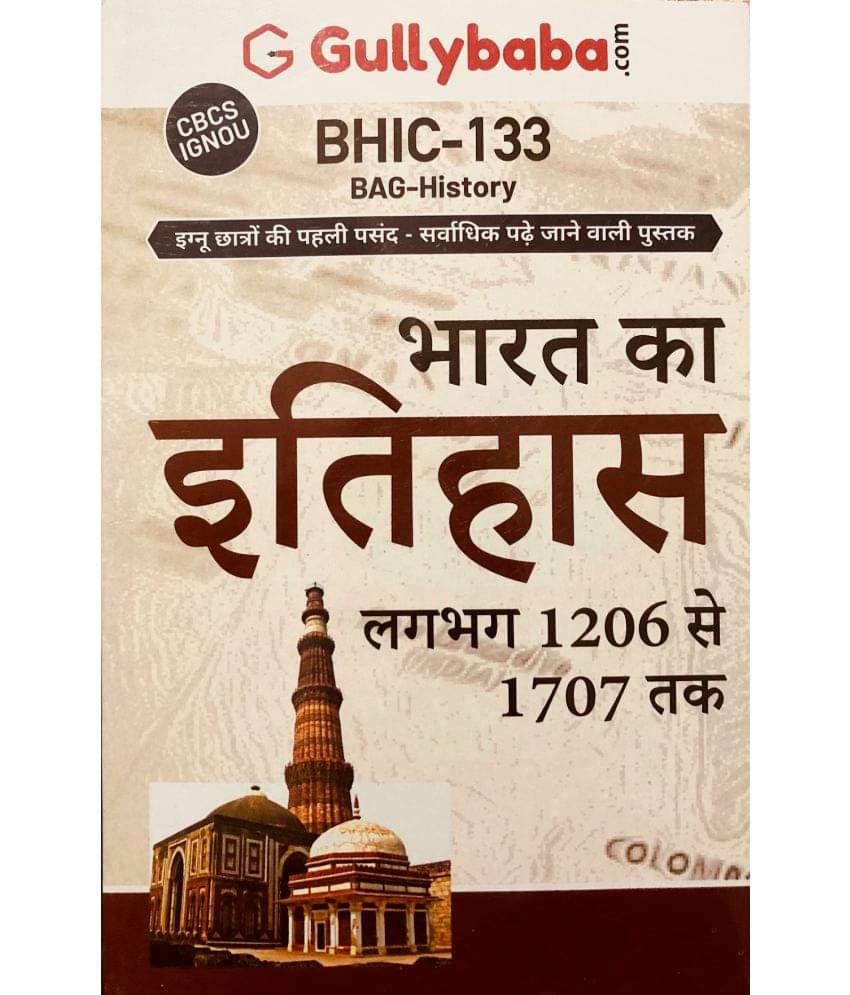 Gullybaba.com
CBCS
IGNOU
BHIC-133
BAG-History
इग्नू छात्रों की पहली पसंद - सर्वाधिक पढ़े जाने वाली पुस्तक
भारत का
इतिहास
लगभग 1206 से
1707 तक